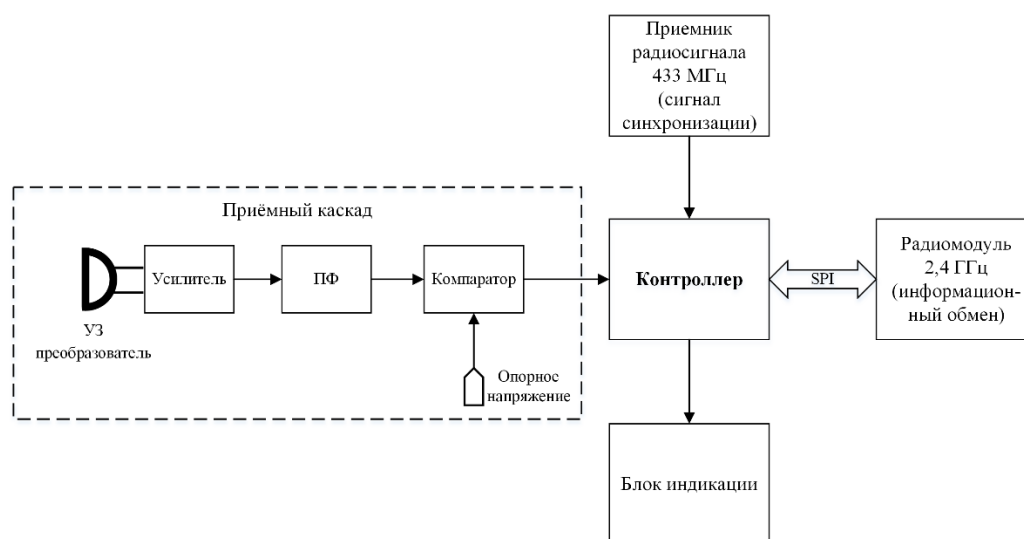 Приемник
радиосигнала
433 МГц
(сигнал
синхронизации)
Приёмный каскад
УЗ
преобразователь
Усилитель
ПФ
Компаратор
Опорное
напряжение
Контроллер
SPI
Радиомодуль
2,4 ГГц
(информацион-
ный обмен)
Блок индикации